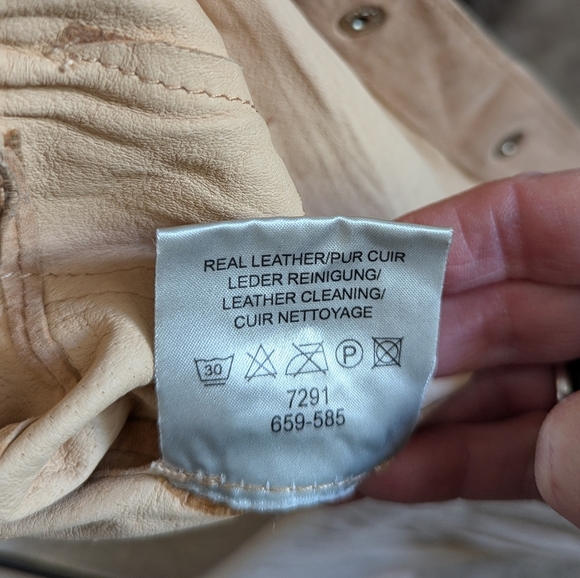 REAL LEATHER/PUR CUIR
LEDER REINIGUNG/
LEATHER CLEANING/
CUIR NETTOYAGE
30 P
7291
659-585